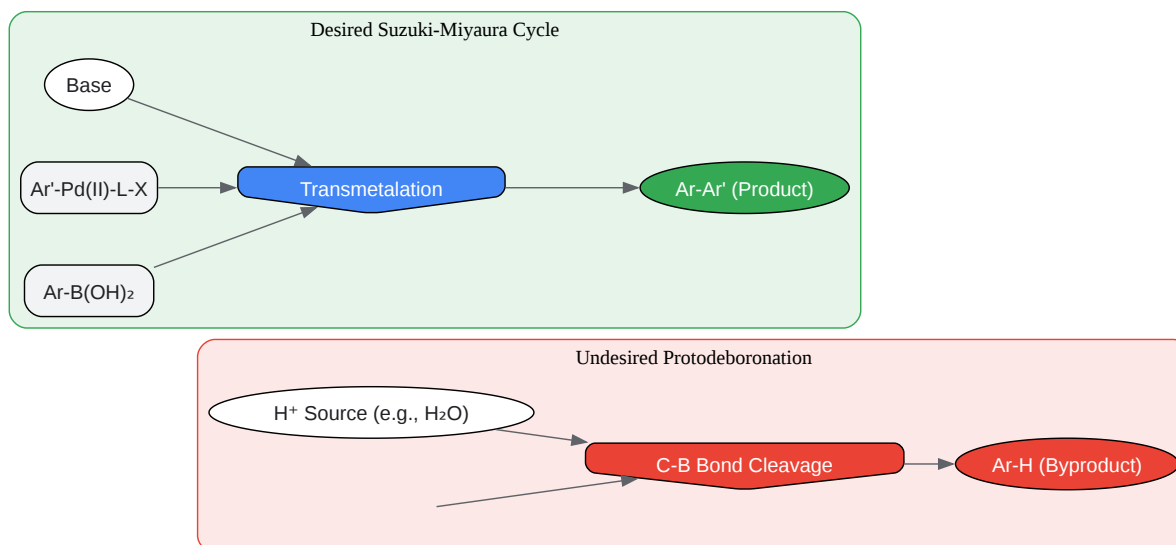 Desired Suzuki-Miyaura Cycle
Base
Ar'-Pd(II)-L-X
Transmetalation
Ar-Ar' (Product)
Ar-B(OH)₂
Undesired Protodeboronation
H⁺ Source (e.g., H₂O)
C-B Bond Cleavage
Ar-H (Byproduct)